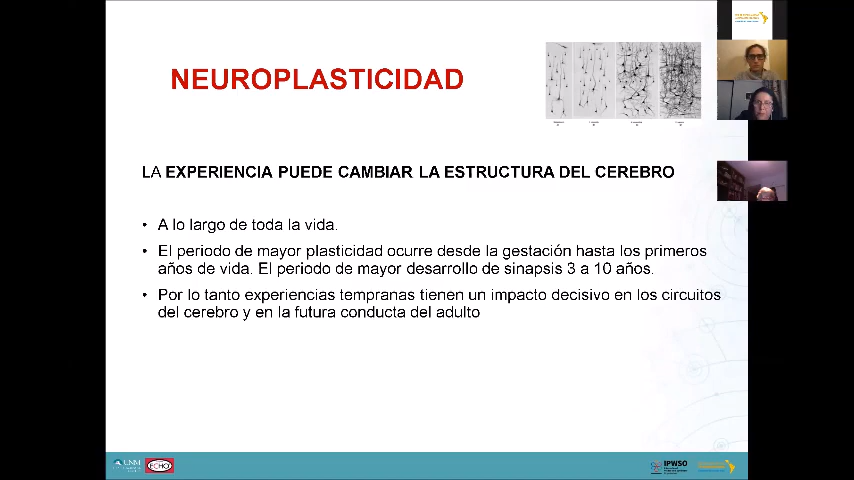 NEUROPLASTICIDAD
LA EXPERIENCIA PUEDE CAMBIAR LA ESTRUCTURA DEL CEREBRO
• A lo largo de toda la vida.
• El periodo de mayor plasticidad ocurre desde la gestación hasta los primeros
años de vida. El periodo de mayor desarrollo de sinapsis 3 a 10 años.
• Por lo tanto experiencias tempranas tienen un impacto decisivo en los circuitos
del cerebro y en la futura conducta del adulto
ECHO
IPWSO